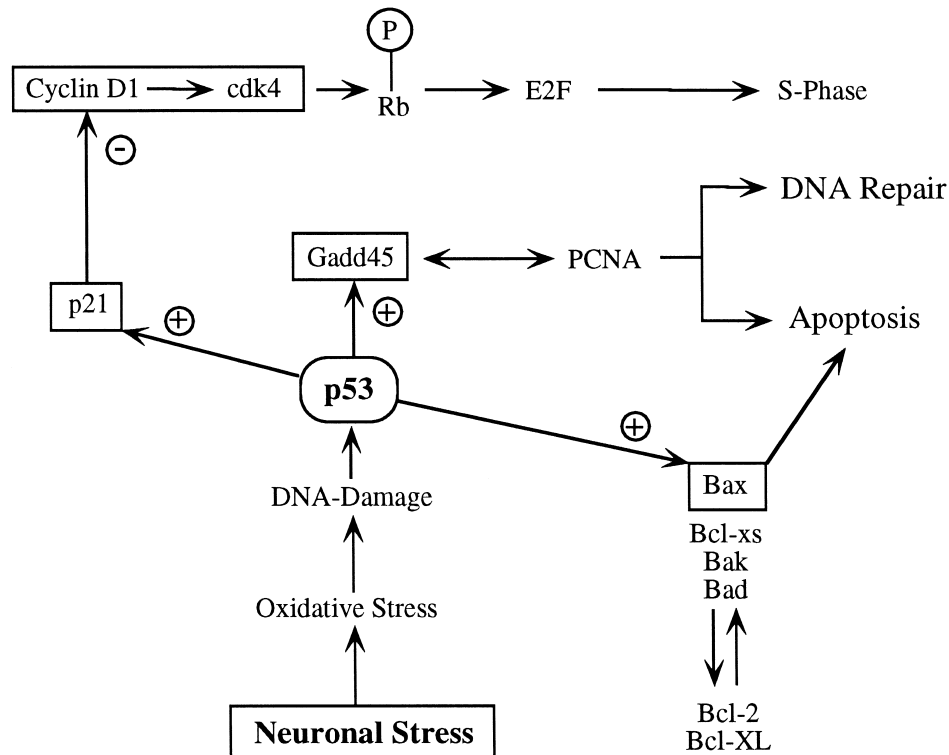 P
Cyclin D1 cdk4 Rb E2F S-Phase
-
DNA Repair
Gadd45 PCNA
p21
+ + Apoptosis
p53
+
Bax
DNA-Damage
Bcl-xs
Bak
Bad
Oxidative Stress
Neuronal Stress
Bcl-2
Bcl-XL